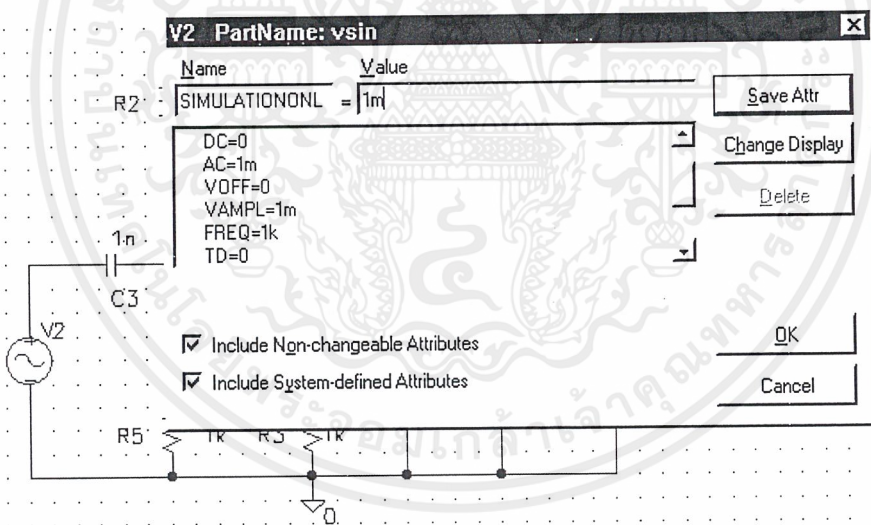 V2 PartName: vsin
Name Value
SIMULATIONONL = 1m
Save Attr
Change Display
Delete
DC=0
AC=1m
VOFF=0
VAMPL=1m
FREQ=1k
TD=0
Include Non-changeable Attributes
Include System-defined Attributes
OK
Cancel
R2
1n
C3
V2
R5 1k R3 1k
0